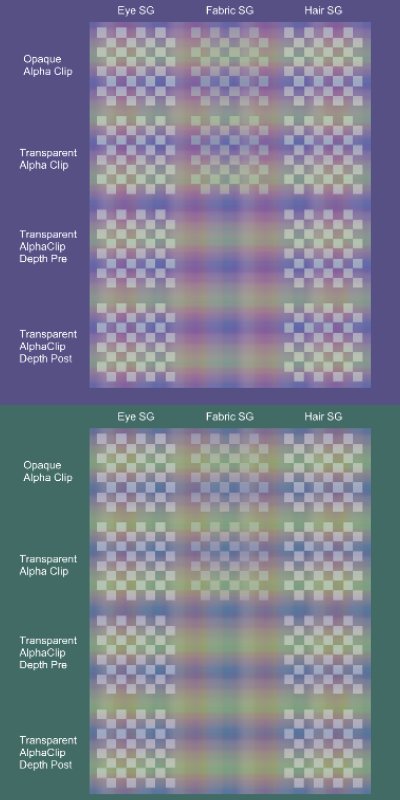 Eye SG Fabric SG Hair SG
Opaque
Alpha Clip
Transparent
Alpha Clip
Transparent
AlphaClip
Depth Pre
Transparent
AlphaClip
Depth Post
Eye SG Fabric SG Hair SG
Opaque
Alpha Clip
Transparent
Alpha Clip
Transparent
AlphaClip
Depth Pre
Transparent
AlphaClip
Depth Post